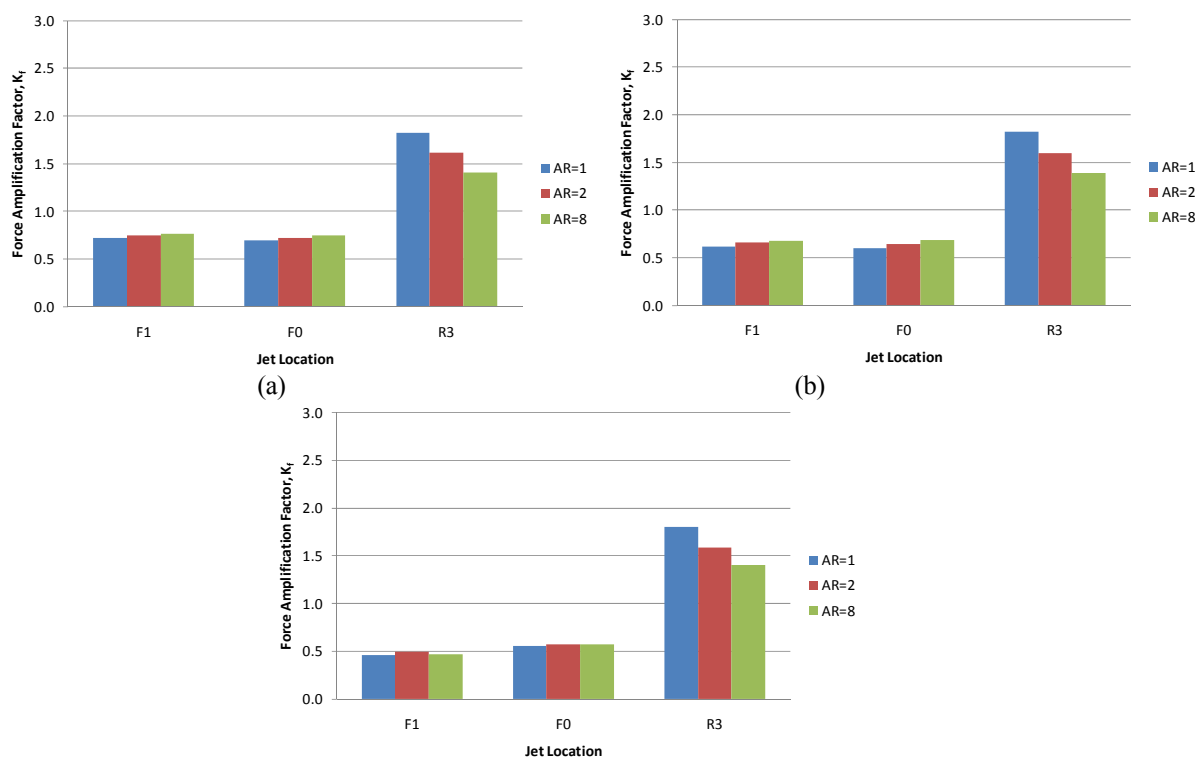 3.0
2.5
2.0
1.5
1.0
0.5
0.0
Force Amplification Factor, Kf
F1 F0 R3
Jet Location
AR=1
AR=2
AR=8
(a)
3.0
2.5
2.0
1.5
1.0
0.5
0.0
Force Amplification Factor, Kf
F1 F0 R3
Jet Location
AR=1
AR=2
AR=8
(b)
3.0
2.5
2.0
1.5
1.0
0.5
0.0
Force Amplification Factor, Kf
F1 F0 R3
Jet Location
AR=1
AR=2
AR=8